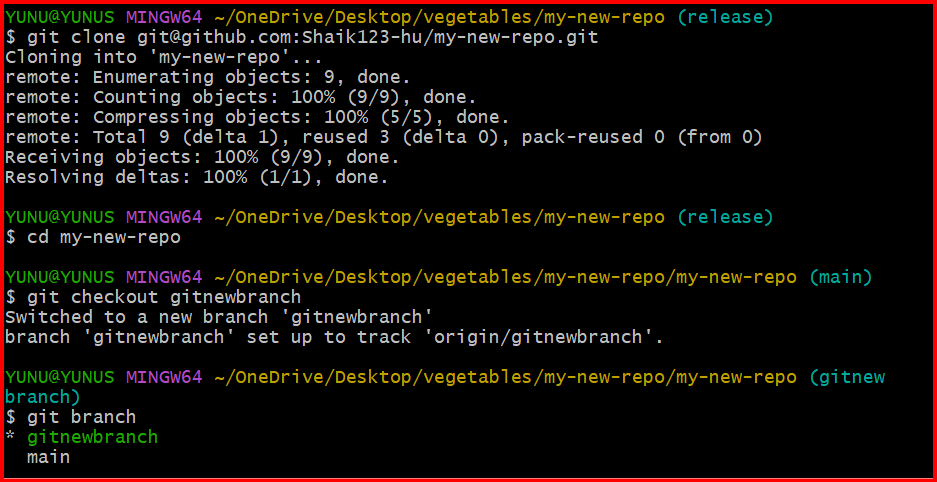 YUNU@YUNUS MINGW64 ~/OneDrive/Desktop/vegetables/my-new-repo (release)
$ git clone git@github.com:Shaik123-hu/my-new-repo.git
Cloning into 'my-new-repo'...
remote: Enumerating objects: 9, done.
remote: Counting objects: 100% (9/9), done.
remote: Compressing objects: 100% (5/5), done.
remote: Total 9 (delta 1), reused 3 (delta 0), pack-reused 0 (from 0)
Receiving objects: 100% (9/9), done.
Resolving deltas: 100% (1/1), done.
YUNU@YUNUS MINGW64 ~/OneDrive/Desktop/vegetables/my-new-repo (release)
$ cd my-new-repo
YUNU@YUNUS MINGW64 ~/OneDrive/Desktop/vegetables/my-new-repo/my-new-repo (main)
$ git checkout gitnewbranch
Switched to a new branch 'gitnewbranch'
branch 'gitnewbranch' set up to track 'origin/gitnewbranch'.
YUNU@YUNUS MINGW64 ~/OneDrive/Desktop/vegetables/my-new-repo/my-new-repo (gitnew
branch)
$ git branch
* gitnewbranch
  main